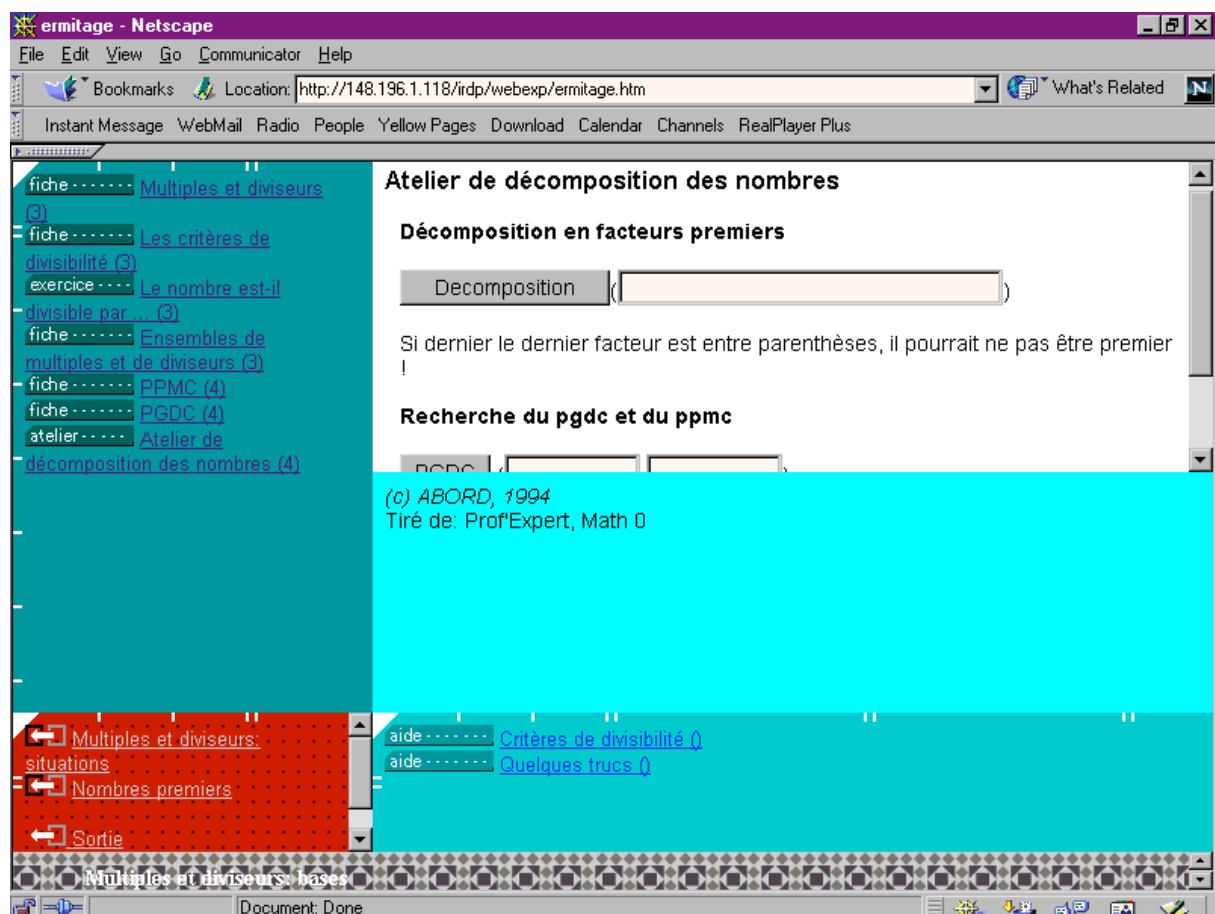 ermitage - Netscape
File Edit View Go Communicator Help
Bookmarks Location: http://148.196.1.118/irdp/webexp/ermitage.htm What's Related N
Instant Message WebMail Radio People Yellow Pages Download Calendar Channels RealPlayer Plus
fiche Multiples et diviseurs
(3)
fiche Les critères de
divisibilité (3)
exercice Le nombre est-il
divisible par ... (3)
fiche Ensembles de
multiples et de diviseurs (3)
fiche PPMC (4)
fiche PGDC (4)
atelier Atelier de
décomposition des nombres (4)
Atelier de décomposition des nombres
Décomposition en facteurs premiers
Decomposition ( )
Si dernier le dernier facteur est entre parenthèses, il pourrait ne pas être premier
!
Recherche du pgdc et du ppmc
PGDC ( )
(c) ABORD, 1994
Tiré de: Prof'Expert, Math 0
Multiples et diviseurs:
situations
Nombres premiers
Sortie
aide Critères de divisibilité ()
aide Quelques trucs ()
Multiples et diviseurs: bases
Document: Done